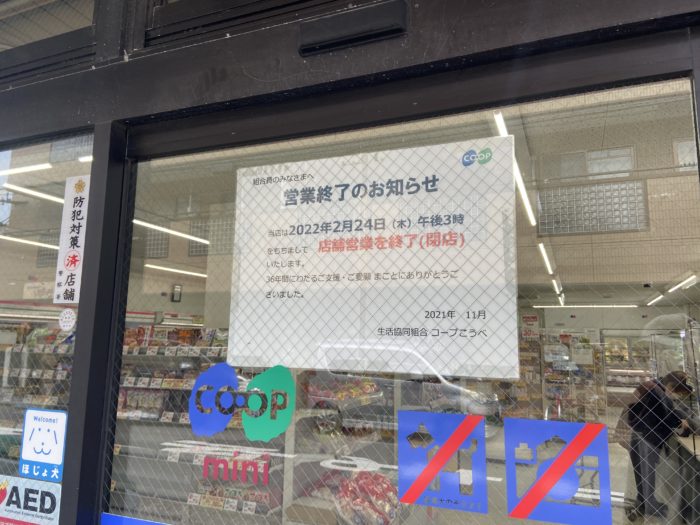 組合員のみなさまへ
CO・OP
営業終了のお知らせ
当店は2022年2月24日（木）午後3時
をもちまして 店舗営業を終了(閉店)
いたします。
36年間にわたるご支援・ご愛顧 まことにありがとうご
ざいました。
2021年 11月
生活協同組合 コープこうべ
防犯対策㊈店舗
CO・OP
mini
Welcome!
ほじょ犬
AED